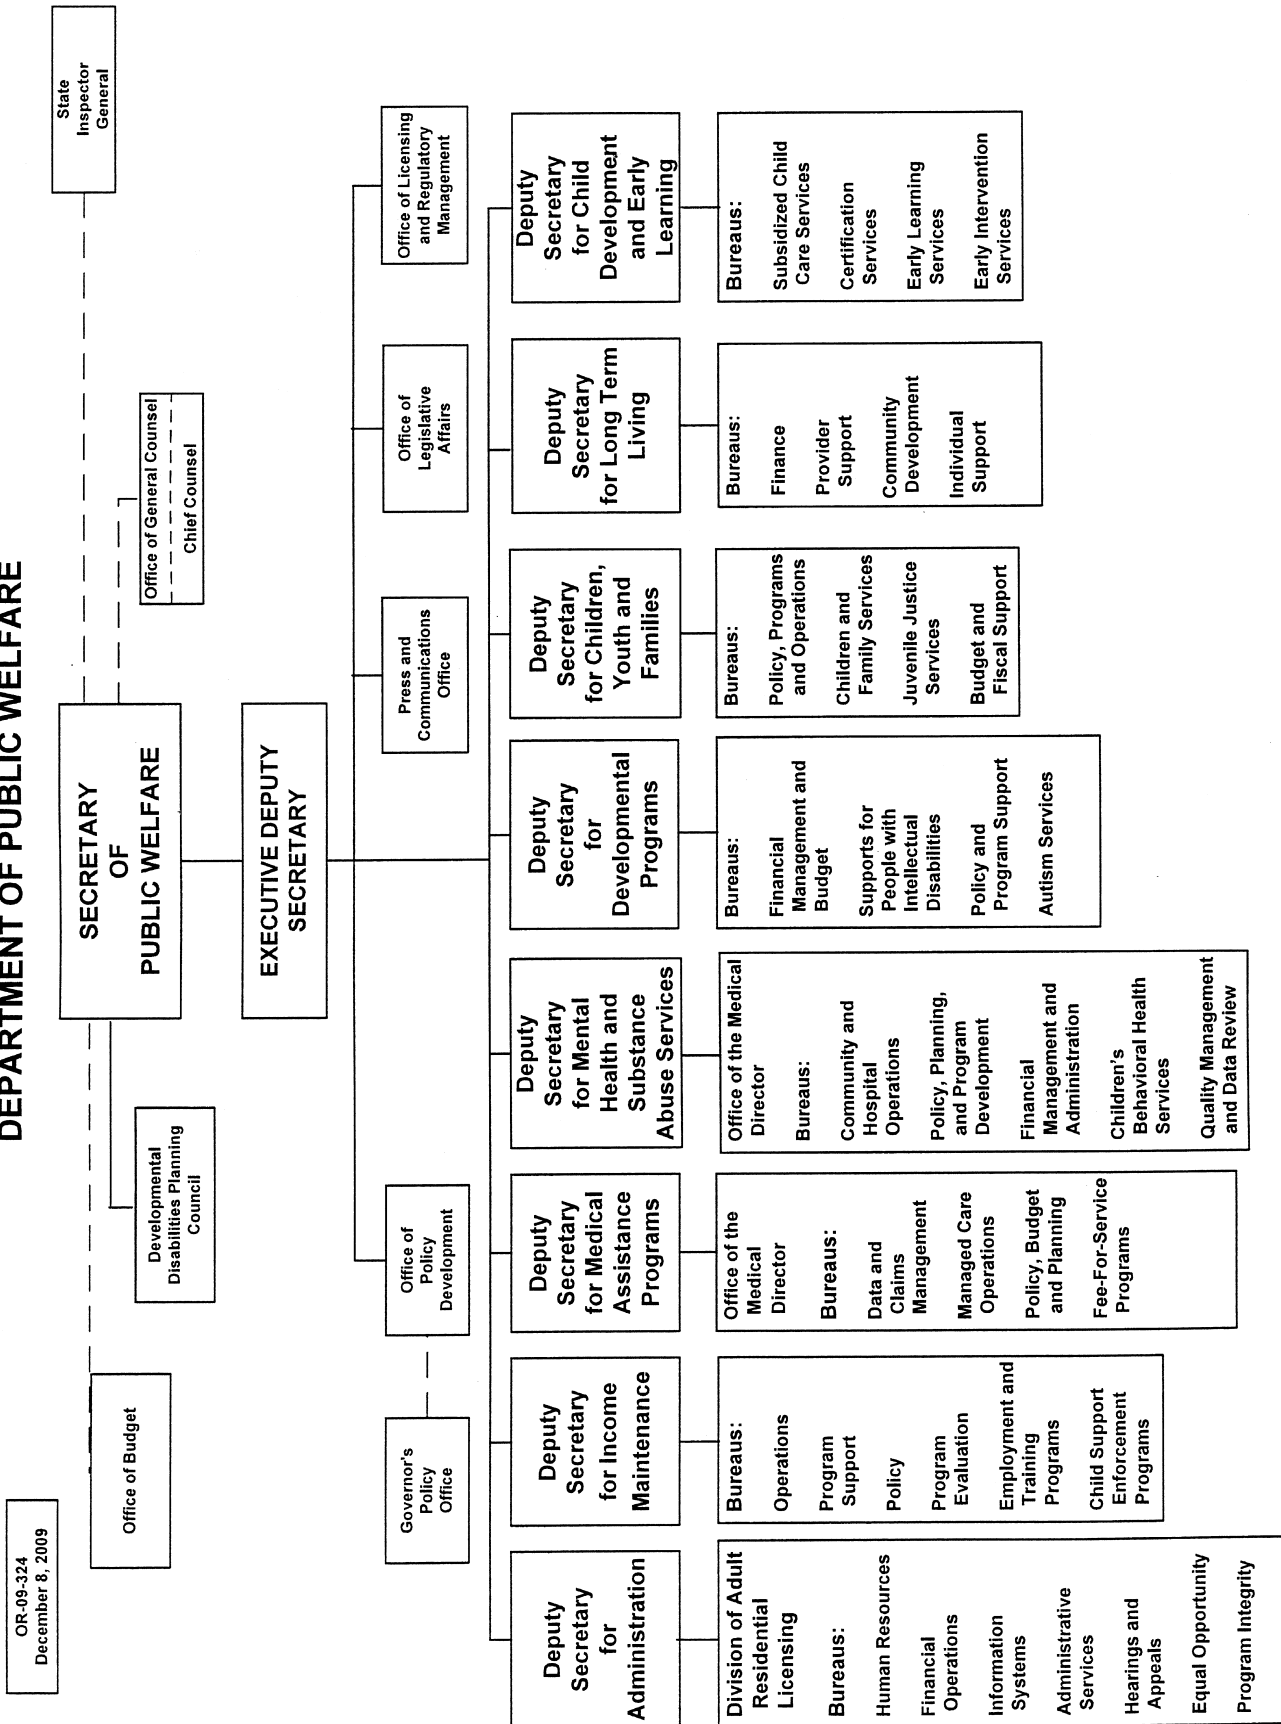 OR-09-324
December 8, 2009
DEPARTMENT OF PUBLIC WELFARE
SECRETARY
OF
PUBLIC WELFARE
State
Inspector
General
Office of General Counsel
Chief Counsel
Developmental
Disabilities Planning
Council
Office of Budget
EXECUTIVE DEPUTY
SECRETARY
Governor's
Policy
Office
Office of
Policy
Development
Press and
Communications
Office
Office of
Legislative
Affairs
Office of Licensing
and Regulatory
Management
Deputy
Secretary
for
Administration
Division of Adult
Residential
Licensing
Bureaus:
Human Resources
Financial
Operations
Information
Systems
Administrative
Services
Hearings and
Appeals
Equal Opportunity
Program Integrity
Deputy
Secretary
for Income
Maintenance
Bureaus:
Operations
Program
Support
Policy
Program
Evaluation
Employment and
Training
Programs
Child Support
Enforcement
Programs
Deputy
Secretary
for Medical
Assistance
Programs
Office of the
Medical
Director
Bureaus:
Data and
Claims
Management
Managed Care
Operations
Policy, Budget
and Planning
Fee-For-Service
Programs
Deputy
Secretary
for Mental
Health and
Substance
Abuse Services
Office of the Medical
Director
Bureaus:
Community and
Hospital
Operations
Policy, Planning,
and Program
Development
Financial
Management and
Administration
Children's
Behavioral Health
Services
Quality Management
and Data Review
Deputy
Secretary
for
Developmental
Programs
Bureaus:
Financial
Management and
Budget
Supports for
People with
Intellectual
Disabilities
Policy and
Program Support
Autism Services
Deputy
Secretary
for Children,
Youth and
Families
Bureaus:
Policy, Programs
and Operations
Children and
Family Services
Juvenile Justice
Services
Budget and
Fiscal Support
Deputy
Secretary
for Long Term
Living
Bureaus:
Finance
Provider
Support
Community
Development
Individual
Support
Deputy
Secretary
for Child
Development
and Early
Learning
Bureaus:
Subsidized Child
Care Services
Certification
Services
Early Learning
Services
Early Intervention
Services